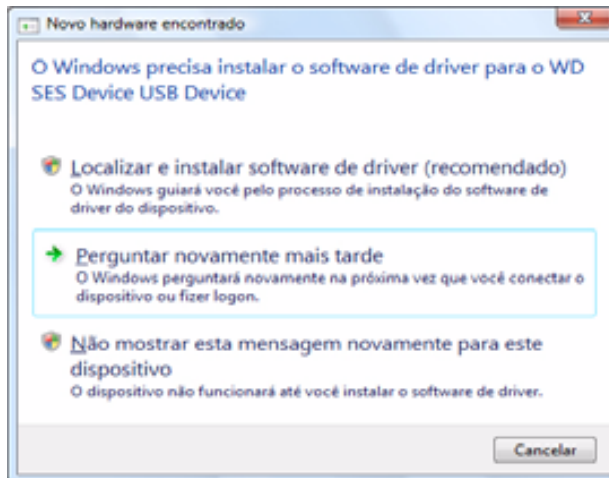 Novo hardware encontrado
O Windows precisa instalar o software de driver para o WD
SES Device USB Device
Localizar e instalar software de driver (recomendado)
O Windows guiará você pelo processo de instalação do software de
driver do dispositivo.
Perguntar novamente mais tarde
O Windows perguntará novamente na próxima vez que você conectar o
dispositivo ou fizer logon.
Não mostrar esta mensagem novamente para este
dispositivo
O dispositivo não funcionará até você instalar o software de driver.
Cancelar